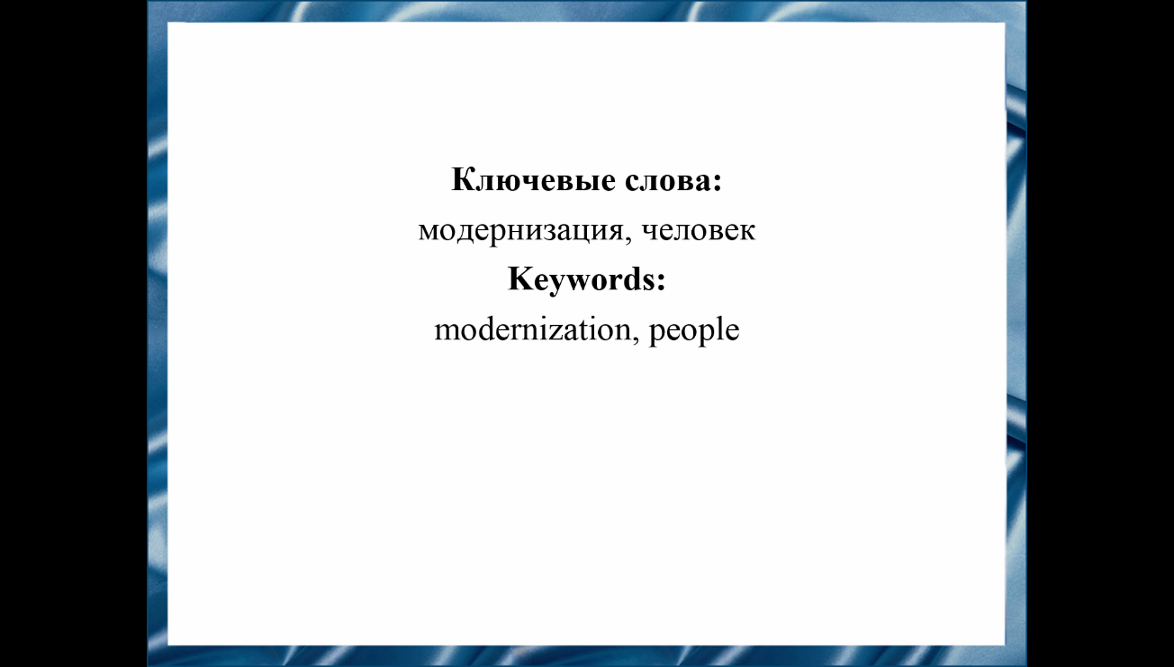 Ключевые слова:
модернизация, человек
Keywords:
modernization, people